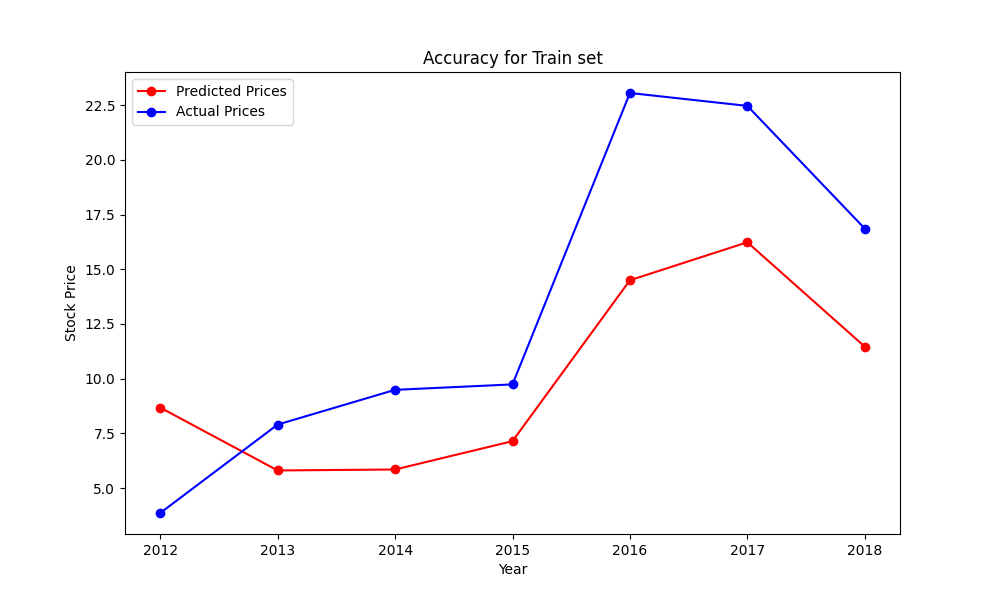 Accuracy for Train set
Predicted Prices
Actual Prices
22.5
20.0
17.5
15.0
12.5
10.0
7.5
5.0
Stock Price
2012 2013 2014 2015 2016 2017 2018
Year